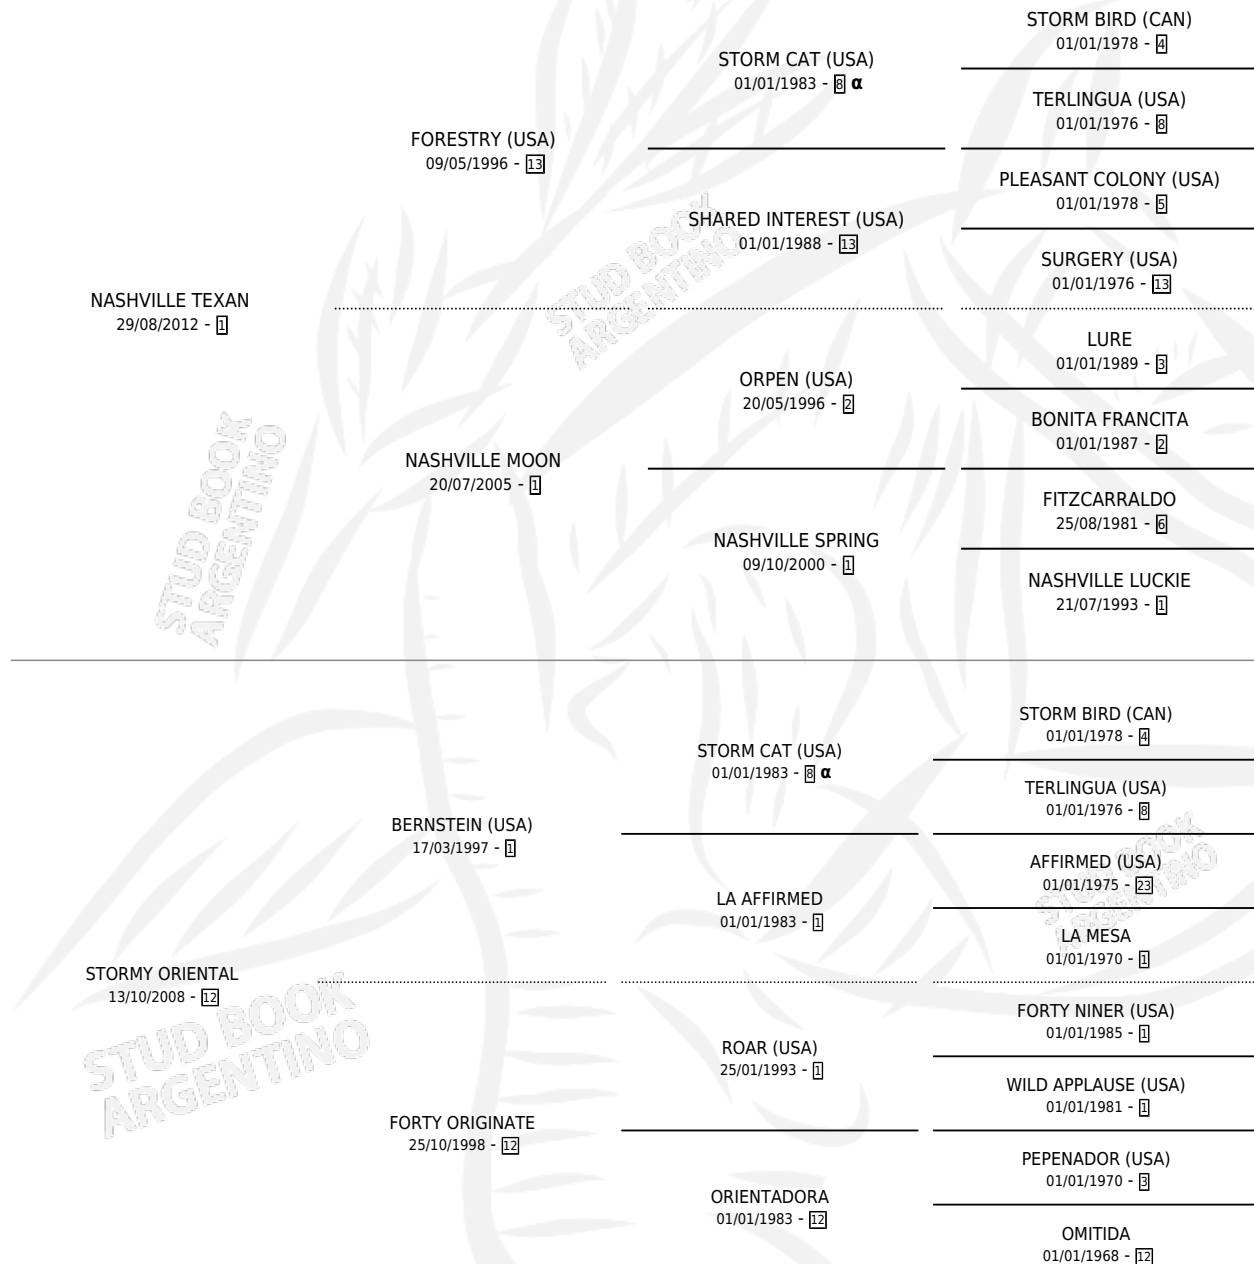 STORM BIRD (CAN)
01/01/1978 - 4
STORM CAT (USA)
01/01/1983 - 8 α
TERLINGUA (USA)
01/01/1976 - 8
FORESTRY (USA)
09/05/1996 - 13
PLEASANT COLONY (USA)
01/01/1978 - 5
SHARED INTEREST (USA)
01/01/1988 - 13
SURGERY (USA)
01/01/1976 - 13
NASHVILLE TEXAN
29/08/2012 - 1
STUD BOOK
ARGENTINO
LURE
01/01/1989 - 3
ORPEN (USA)
20/05/1996 - 2
BONITA FRANCITA
01/01/1987 - 2
NASHVILLE MOON
20/07/2005 - 1
FITZCARRALDO
25/08/1981 - 6
NASHVILLE SPRING
09/10/2000 - 1
NASHVILLE LUCKIE
21/07/1993 - 1
STUD BOOK
ARGENTINO
STORM BIRD (CAN)
01/01/1978 - 4
STORM CAT (USA)
01/01/1983 - 8 α
TERLINGUA (USA)
01/01/1976 - 8
BERNSTEIN (USA)
17/03/1997 - 1
AFFIRMED (USA)
01/01/1975 - 23
LA AFFIRMED
01/01/1983 - 1
LA MESA
01/01/1970 - 1
STUD BOOK
ARGENTINO
STORMY ORIENTAL
13/10/2008 - 12
STUD BOOK
ARGENTINO
FORTY NINER (USA)
01/01/1985 - 1
ROAR (USA)
25/01/1993 - 1
WILD APPLAUSE (USA)
01/01/1981 - 1
FORTY ORIGINATE
25/10/1998 - 12
PEPENADOR (USA)
01/01/1970 - 3
ORIENTADORA
01/01/1983 - 12
OMITIDA
01/01/1968 - 12